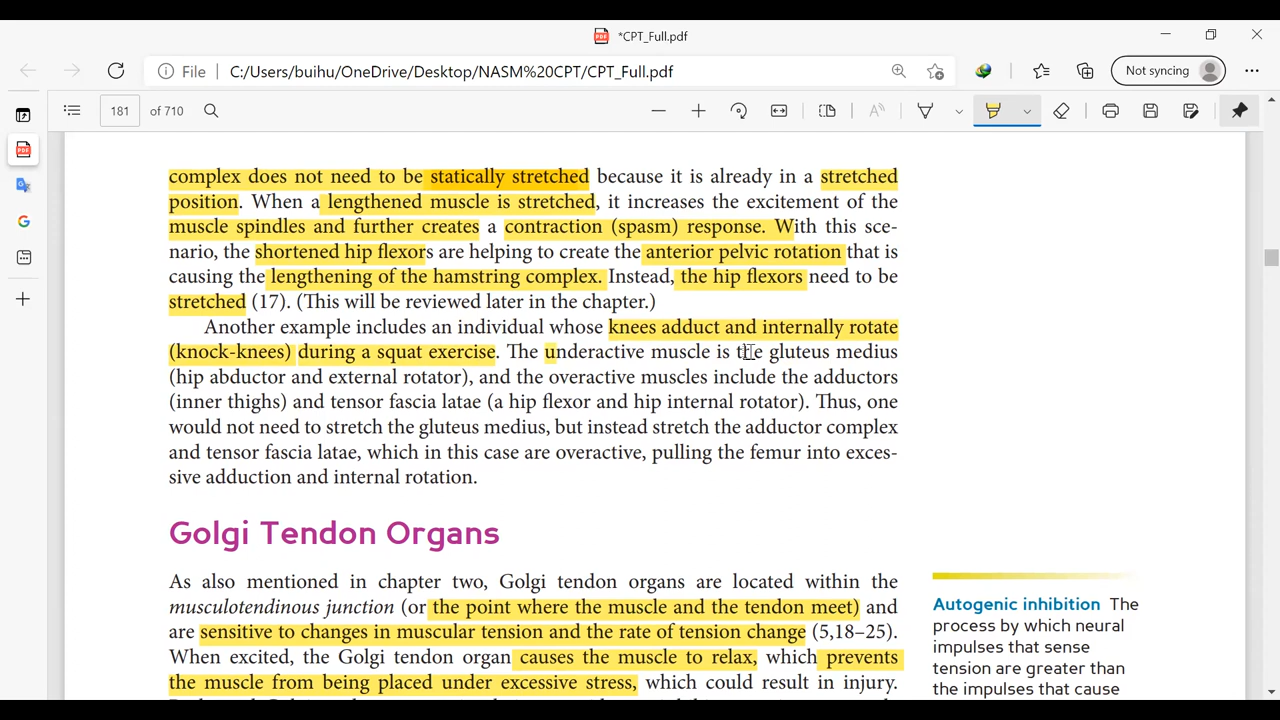 *CPT_Full.pdf
File | C:/Users/buihu/OneDrive/Desktop/NASM%20CPT/CPT_Full.pdf
Not syncing
181 of 710
complex does not need to be statically stretched because it is already in a stretched
position. When a lengthened muscle is stretched, it increases the excitement of the
muscle spindles and further creates a contraction (spasm) response. With this sce-
nario, the shortened hip flexors are helping to create the anterior pelvic rotation that is
causing the lengthening of the hamstring complex. Instead, the hip flexors need to be
stretched (17). (This will be reviewed later in the chapter.)
Another example includes an individual whose knees adduct and internally rotate
(knock-knees) during a squat exercise. The underactive muscle is the gluteus medius
(hip abductor and external rotator), and the overactive muscles include the adductors
(inner thighs) and tensor fascia latae (a hip flexor and hip internal rotator). Thus, one
would not need to stretch the gluteus medius, but instead stretch the adductor complex
and tensor fascia latae, which in this case are overactive, pulling the femur into exces-
sive adduction and internal rotation.
Golgi Tendon Organs
As also mentioned in chapter two, Golgi tendon organs are located within the
musculotendinous junction (or the point where the muscle and the tendon meet) and
are sensitive to changes in muscular tension and the rate of tension change (5,18–25).
When excited, the Golgi tendon organ causes the muscle to relax, which prevents
the muscle from being placed under excessive stress, which could result in injury.
Autogenic inhibition The
process by which neural
impulses that sense
tension are greater than
the impulses that cause